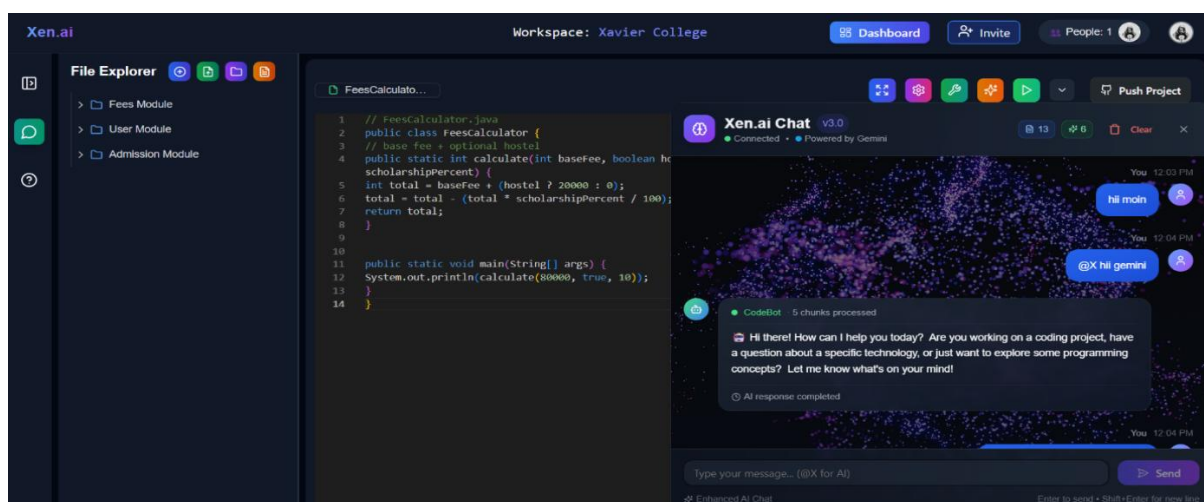 Xen.ai
Workspace: Xavier College
Dashboard
Invite
People: 1
File Explorer
Fees Module
User Module
Admission Module
FeesCalculato...
Push Project
1 // FeesCalculator.java
2 public class FeesCalculator {
3 // base fee + optional hostel
4 public static int calculate(int baseFee, boolean ho
scholarshipPercent) {
5 int total = baseFee + (hostel ? 20000 : 0);
6 total = total - (total * scholarshipPercent / 100);
7 return total;
8 }
9
10
11 public static void main(String[] args) {
12 System.out.println(calculate(80000, true, 10));
13 }
14 }
Xen.ai Chat v3.0
Connected • Powered by Gemini
13
6
Clear
You 12:03 PM
hii moin
You 12:04 PM
@X hii gemini
CodeBot · 5 chunks processed
Hi there! How can I help you today? Are you working on a coding project, have
a question about a specific technology, or just want to explore some programming
concepts? Let me know what's on your mind!
AI response completed
You 12:04 PM
Type your message... (@X for AI)
Send
Enhanced AI Chat
Enter to send • Shift+Enter for new line